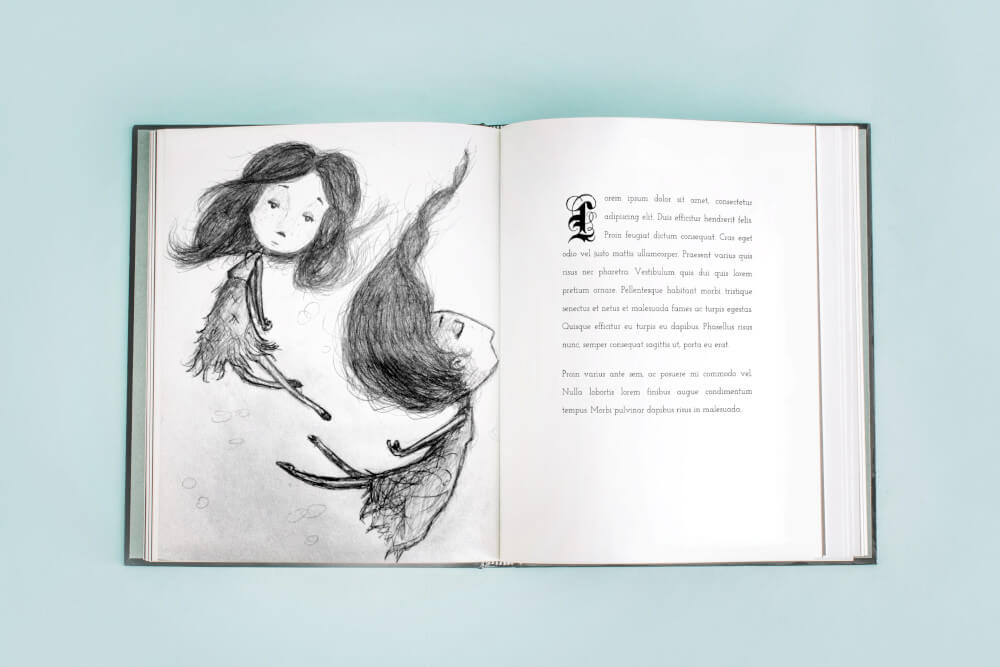 Lorem ipsum dolor sit amet, consectetus
adipiscing elit. Duis efficitur hendrerit felis.
Proin feugiat dictum consequat. Cras eget
odio vel justo mattis ullamcorper. Praesent varius quis
risus nec pharetra. Vestibulum quis dui quis lorem
pretium ornare. Pellentesque habitant morbi tristique
senectus et netus et malesuada fames ac turpis egestas.
Quisque efficitur eu turpis eu dapibus. Phasellus risus
nunc, semper consequat sagittis ut, porta eu erat.
Proin varius ante sem, ac posuere mi commodo vel.
Nulla lobortis lorem finibus augue condimentum
tempus. Morbi pulvinar dapibus risus in malesuada.